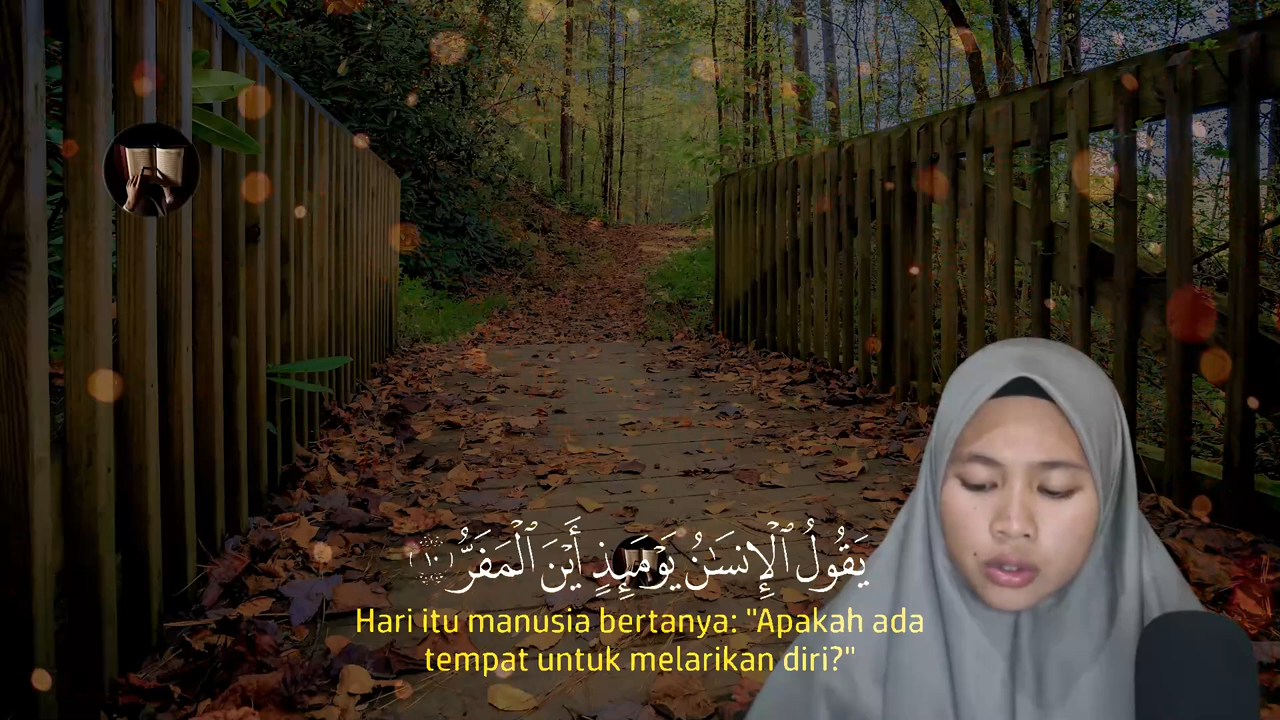 يَقُولُ ٱلْإِنسَـٰنُ يَوْمَئِذٍ أَيْنَ ٱلْمَفَرُّ ﴿١٠﴾
Hari itu manusia bertanya: "Apakah ada
tempat untuk melarikan diri?"